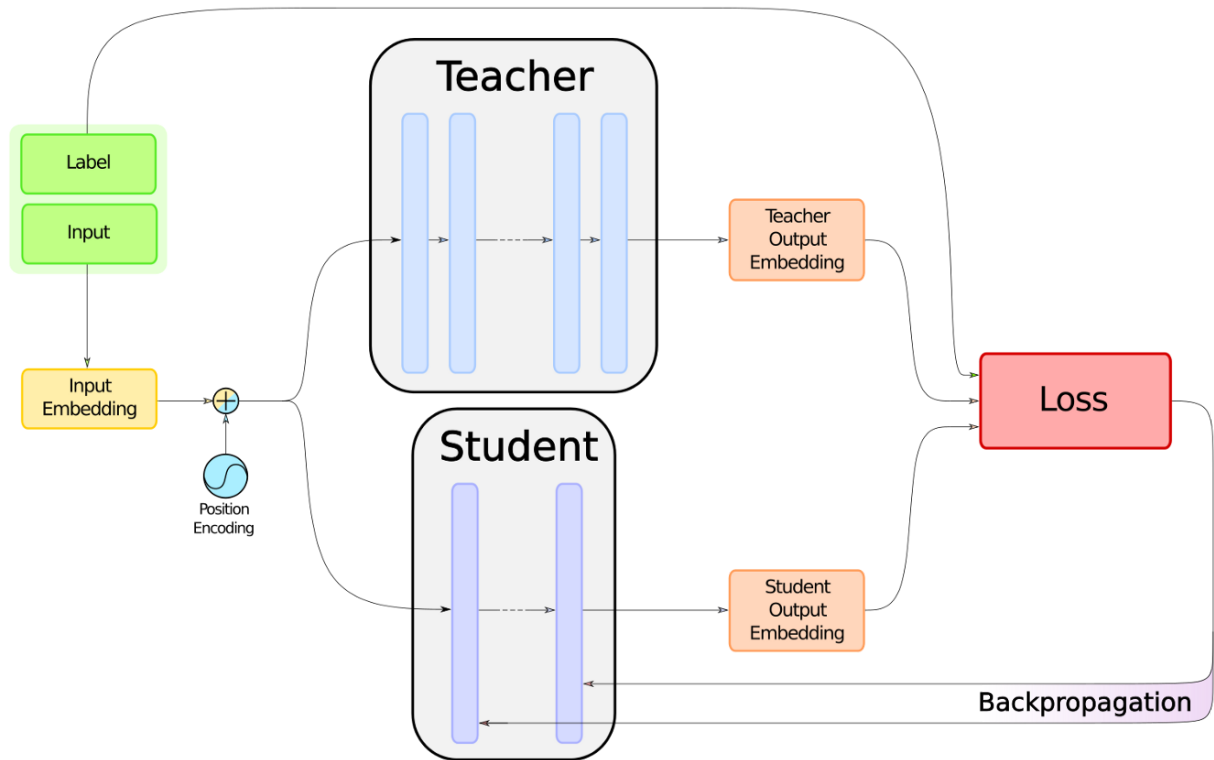 Teacher
Label
Input
Teacher
Output
Embedding
Input
Embedding
Loss
Student
Position
Encoding
Student
Output
Embedding
Backpropagation